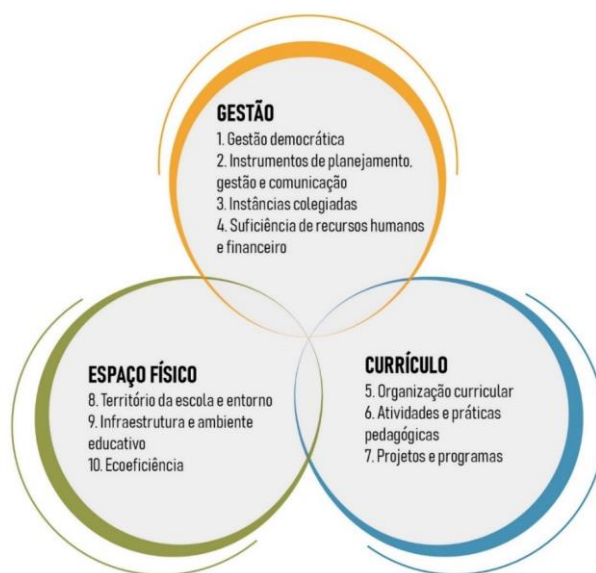 GESTÃO
1. Gestão democrática
2. Instrumentos de planejamento,
gestão e comunicação
3. Instâncias colegiadas
4. Suficiência de recursos humanos
e financeiro
ESPAÇO FÍSICO
8. Território da escola e entorno
9. Infraestrutura e ambiente
educativo
10. Ecoeficiência
CURRÍCULO
5. Organização curricular
6. Atividades e práticas
pedagógicas
7. Projetos e programas